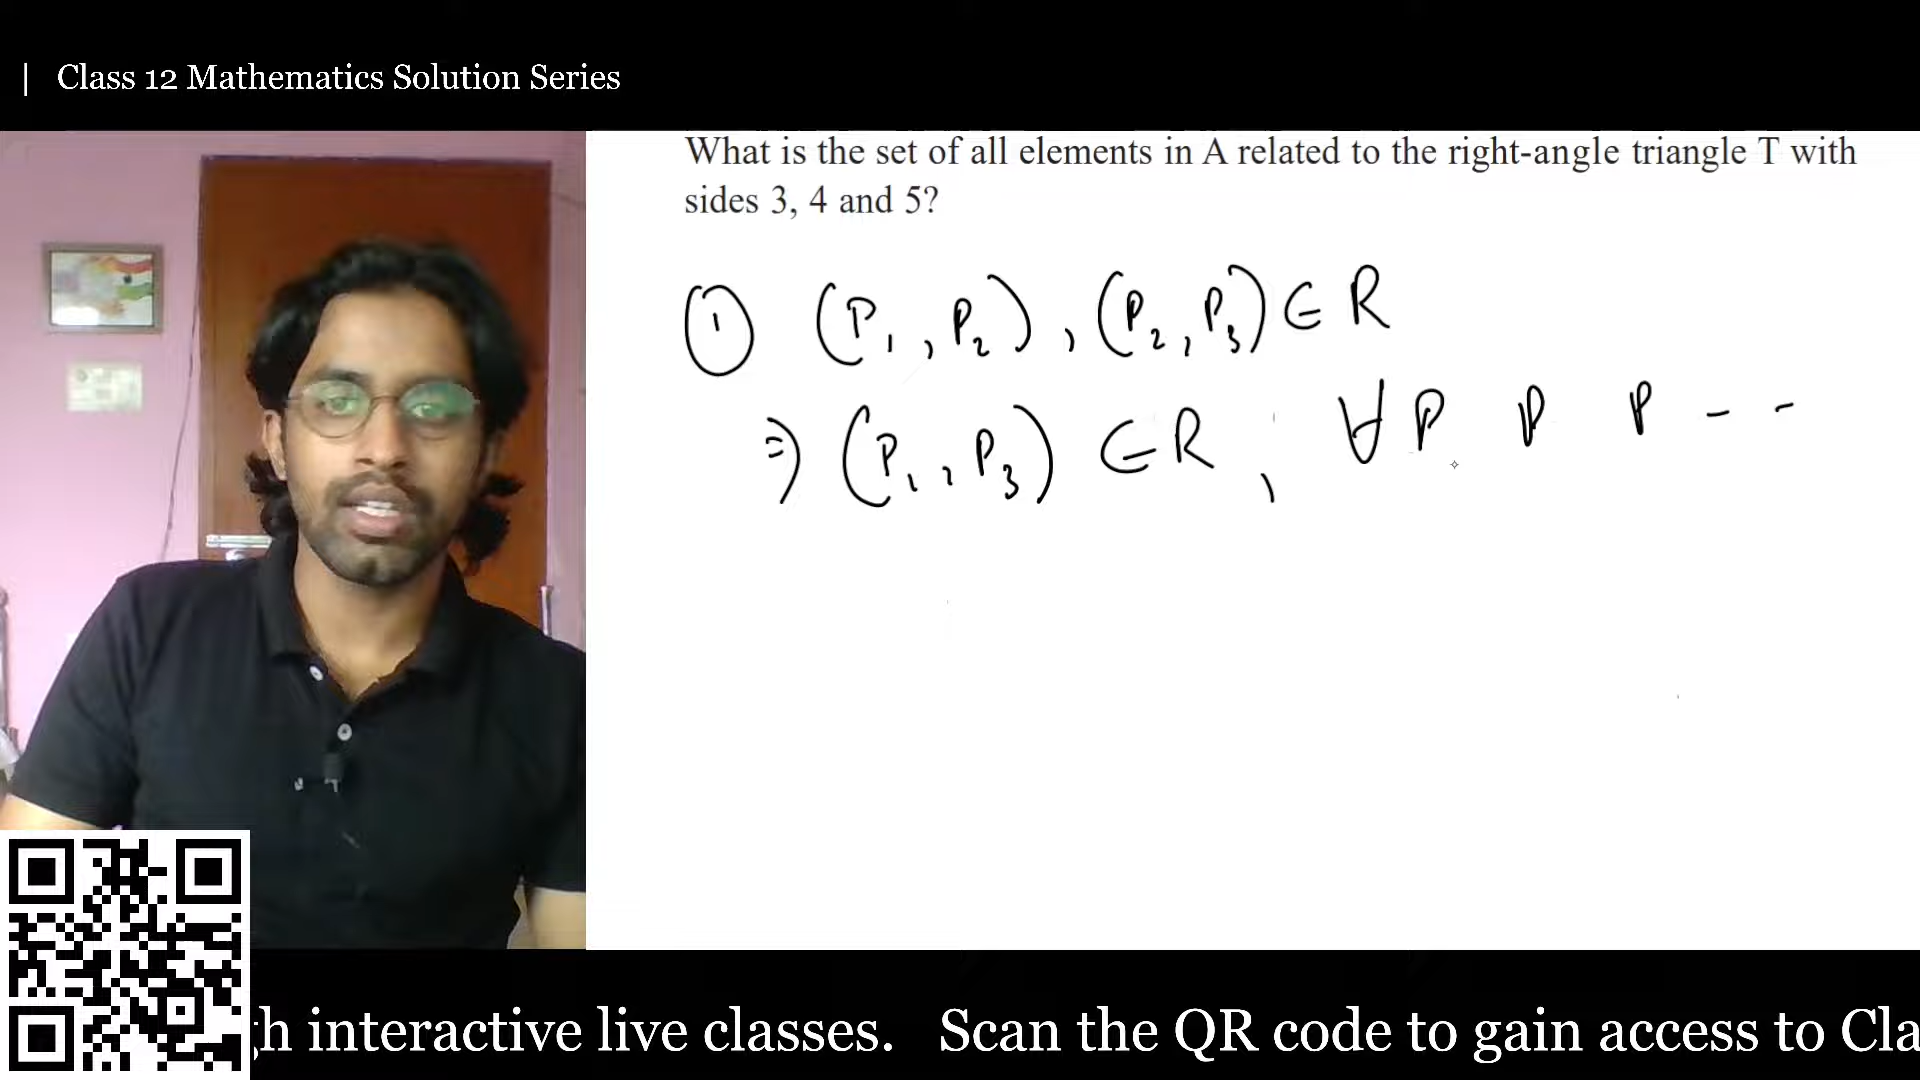 | Class 12 Mathematics Solution Series
What is the set of all elements in A related to the right-angle triangle T with
sides 3, 4 and 5?
① (P₁, P₂), (P₂, P₃) ∈ R
⇒ (P₁, P₃) ∈ R, ∀ P P P - -
gh interactive live classes. Scan the QR code to gain access to Cla